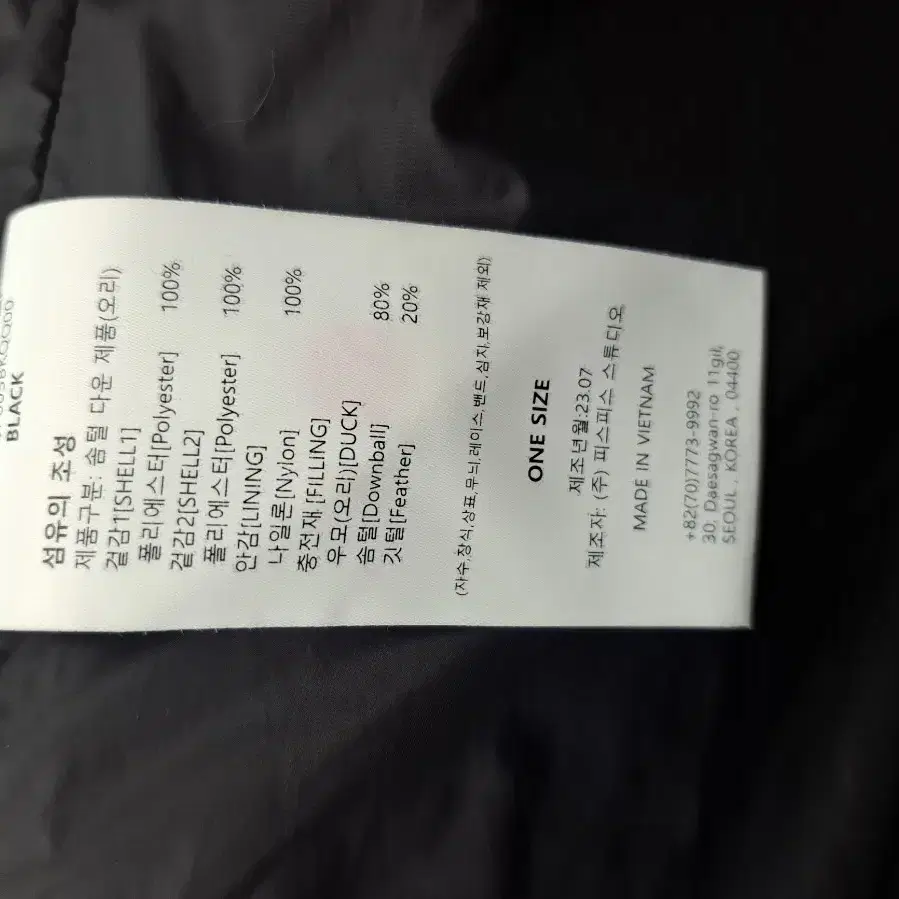 BLACK
섬유의 조성
제품구분: 솜털 다운 제품(오리)
겉감1[SHELL1]
폴리에스터[Polyester] 100%
겉감2[SHELL2]
폴리에스터[Polyester] 100%
안감[LINING]
나일론[Nylon] 100%
충전재 [FILLING]
우모(오리)[DUCK]
솜털[Downball] 80%
깃털[Feather] 20%
(자수,장식,상표,무늬,레이스,밴드,심지,보강재 제외)
ONE SIZE
제조년월:23.07
제조자: (주) 피스피스 스튜디오
MADE IN VIETNAM
+82(70)7773-9992
30, Daesagwan-ro 11gil,
SEOUL , KOREA , 04400